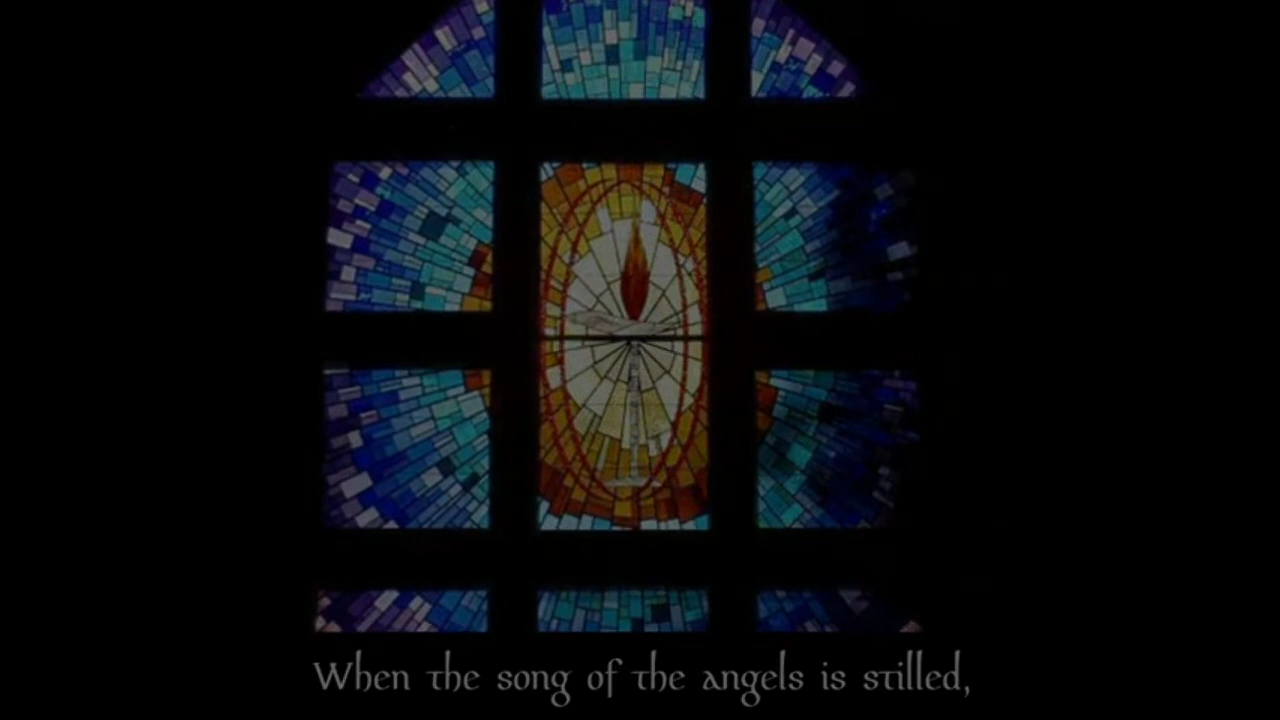 When the song of the angels is stilled,